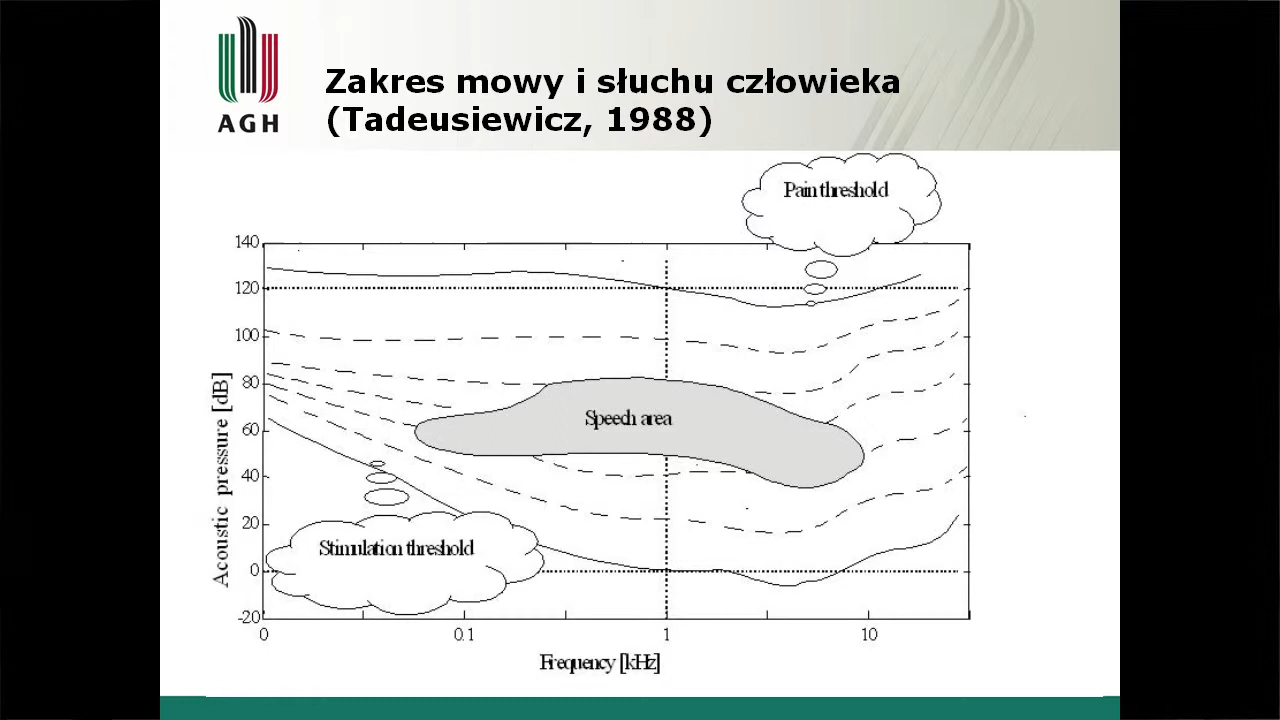 AGH
Zakres mowy i słuchu człowieka
(Tadeusiewicz, 1988)
Pain threshold
140
120
100
80
60
40
20
0
-20
Acoustic pressure [dB]
Speech area
Stimulation threshold
0
0.1
1
10
Frequency [kHz]